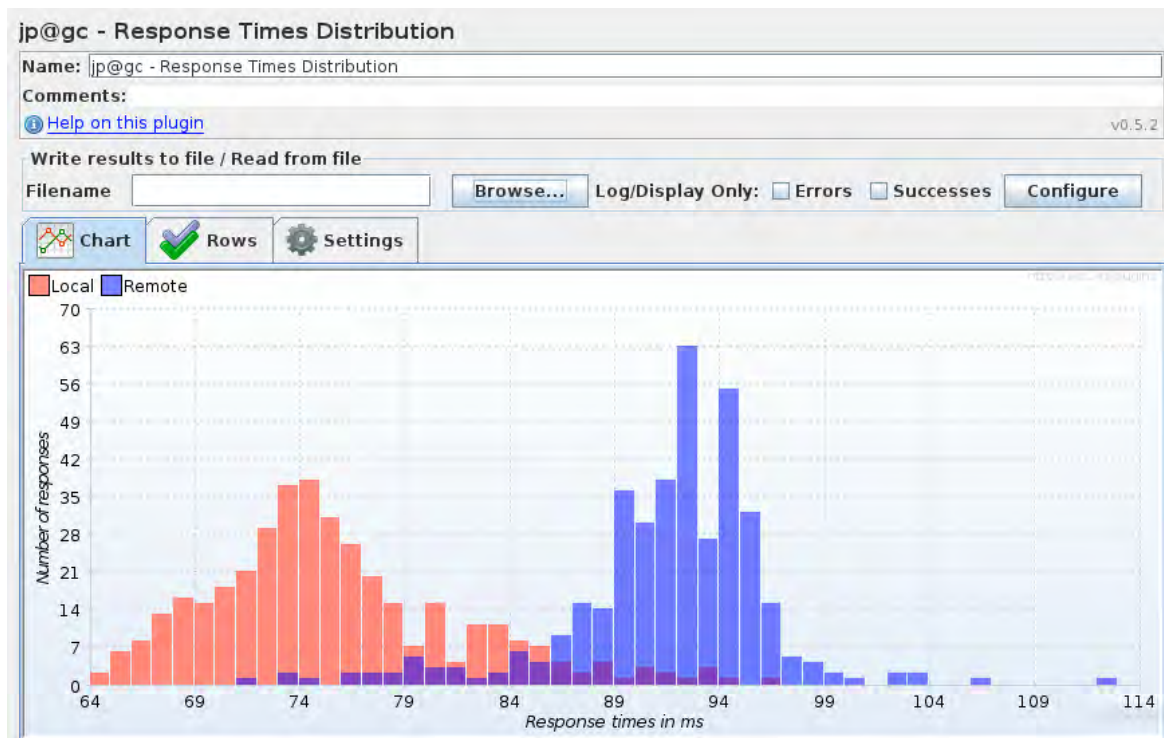 jp@gc - Response Times Distribution
Name: jp@gc - Response Times Distribution
Comments:
Help on this plugin v0.5.2
Write results to file / Read from file
Filename Browse... Log/Display Only: Errors Successes Configure
Chart Rows Settings
Local Remote
70
63
56
49
42
35
28
21
14
7
0
Number of responses
64 69 74 79 84 89 94 99 104 109 114
Response times in ms